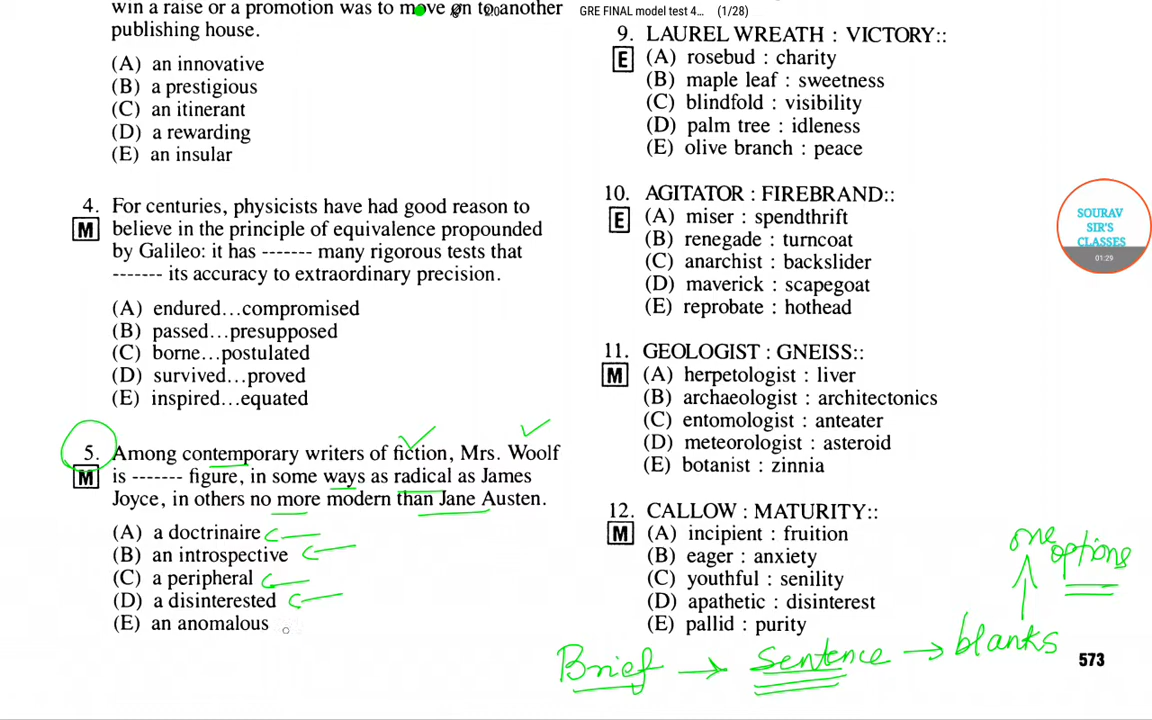 win a raise or a promotion was to move on to another
publishing house.
(A) an innovative
(B) a prestigious
(C) an itinerant
(D) a rewarding
(E) an insular
4. For centuries, physicists have had good reason to
M believe in the principle of equivalence propounded
by Galileo: it has ------- many rigorous tests that
------- its accuracy to extraordinary precision.
(A) endured...compromised
(B) passed...presupposed
(C) borne...postulated
(D) survived...proved
(E) inspired...equated
5. Among contemporary writers of fiction, Mrs. Woolf
M is ------- figure, in some ways as radical as James
Joyce, in others no more modern than Jane Austen.
(A) a doctrinaire
(B) an introspective
(C) a peripheral
(D) a disinterested
(E) an anomalous
GRE FINAL model test 4... (1/28)
9. LAUREL WREATH : VICTORY::
E (A) rosebud : charity
(B) maple leaf : sweetness
(C) blindfold : visibility
(D) palm tree : idleness
(E) olive branch : peace
10. AGITATOR : FIREBRAND::
E (A) miser : spendthrift
(B) renegade : turncoat
(C) anarchist : backslider
(D) maverick : scapegoat
(E) reprobate : hothead
11. GEOLOGIST : GNEISS::
M (A) herpetologist : liver
(B) archaeologist : architectonics
(C) entomologist : anteater
(D) meteorologist : asteroid
(E) botanist : zinnia
12. CALLOW : MATURITY::
M (A) incipient : fruition
(B) eager : anxiety
(C) youthful : senility
(D) apathetic : disinterest
(E) pallid : purity
SOURAV
SIR'S
CLASSES
01:29
one
options
Brief → Sentence → blanks
573